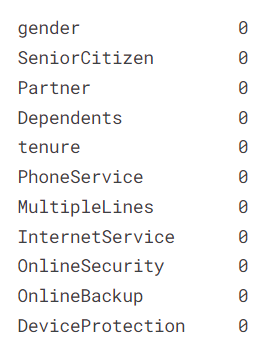 gender 0
SeniorCitizen 0
Partner 0
Dependents 0
tenure 0
PhoneService 0
MultipleLines 0
InternetService 0
OnlineSecurity 0
OnlineBackup 0
DeviceProtection 0